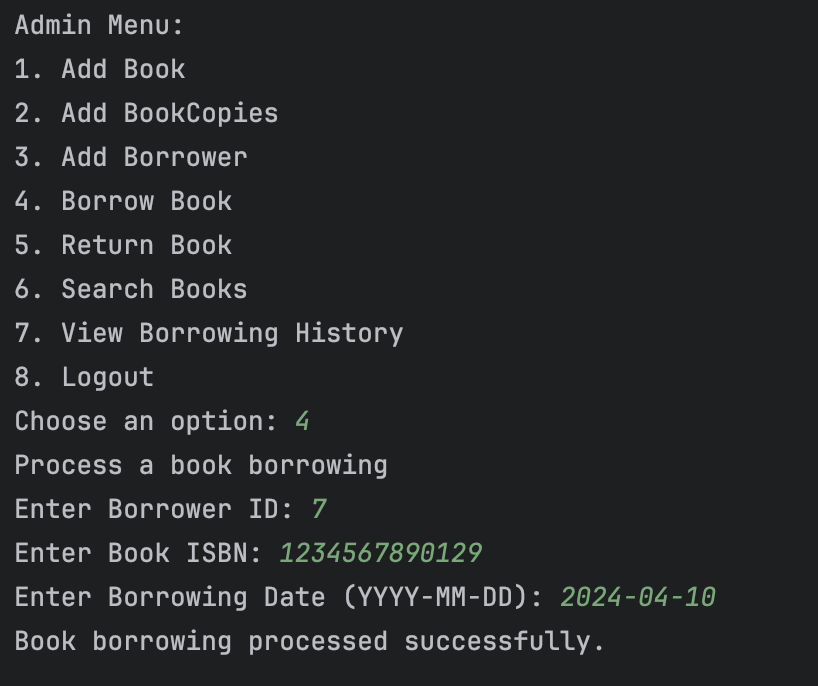 Admin Menu:
1. Add Book
2. Add BookCopies
3. Add Borrower
4. Borrow Book
5. Return Book
6. Search Books
7. View Borrowing History
8. Logout
Choose an option: 4
Process a book borrowing
Enter Borrower ID: 7
Enter Book ISBN: 1234567890129
Enter Borrowing Date (YYYY-MM-DD): 2024-04-10
Book borrowing processed successfully.